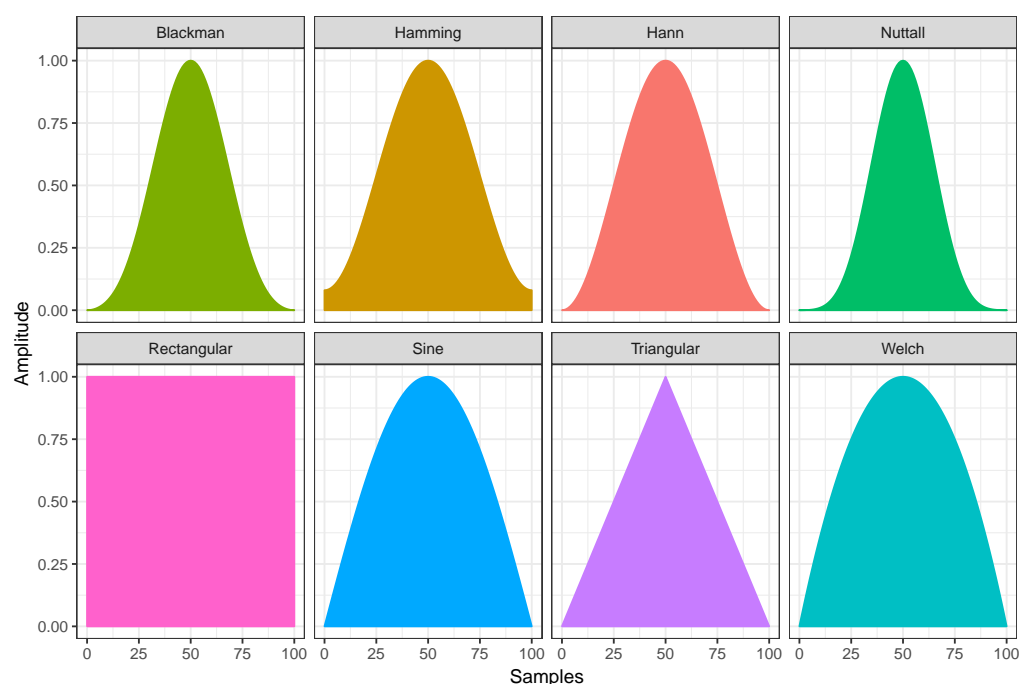 Blackman Hamming Hann Nuttall
1.00
0.75
0.50
0.25
0.00
Amplitude
Rectangular Sine Triangular Welch
1.00
0.75
0.50
0.25
0.00
0 25 50 75 100 0 25 50 75 100 0 25 50 75 100 0 25 50 75 100
Samples